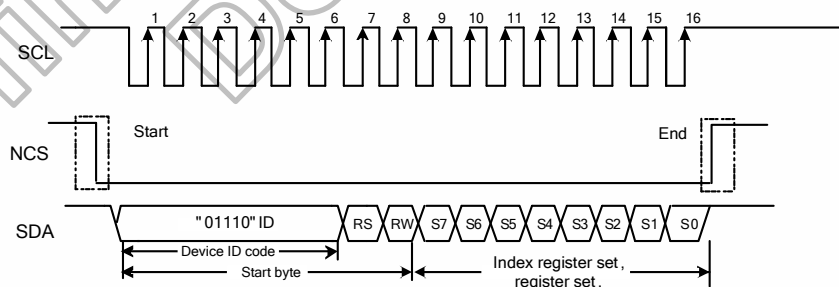 1 2 3 4 5 6 7 8 9 10 11 12 13 14 15 16
SCL
Start End
NCS
SDA "01110" ID RS RW S7 S6 S5 S4 S3 S2 S1 S0
Device ID code
Start byte
Index register set,
register set,